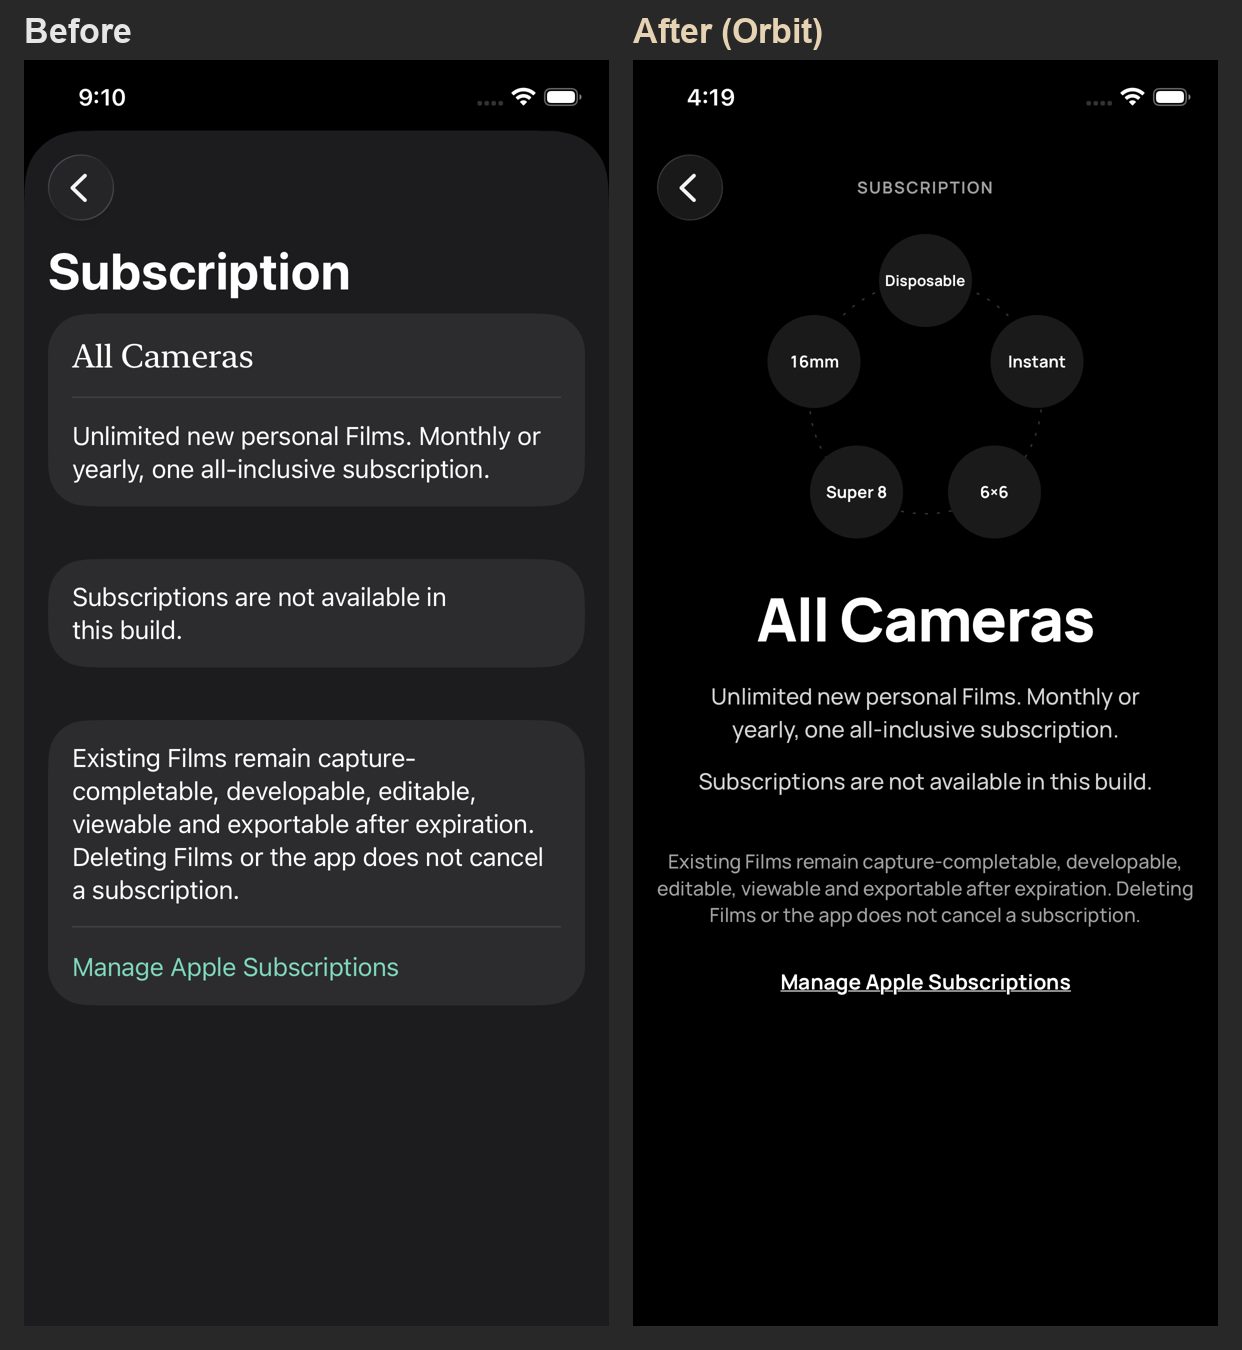 Before
9:10
Subscription
All Cameras
Unlimited new personal Films. Monthly or
yearly, one all-inclusive subscription.
Subscriptions are not available in
this build.
Existing Films remain capture-
completable, developable, editable,
viewable and exportable after expiration.
Deleting Films or the app does not cancel
a subscription.
Manage Apple Subscriptions
After (Orbit)
4:19
SUBSCRIPTION
Disposable
16mm
Instant
Super 8
6×6
All Cameras
Unlimited new personal Films. Monthly or
yearly, one all-inclusive subscription.
Subscriptions are not available in this build.
Existing Films remain capture-completable, developable,
editable, viewable and exportable after expiration. Deleting
Films or the app does not cancel a subscription.
Manage Apple Subscriptions